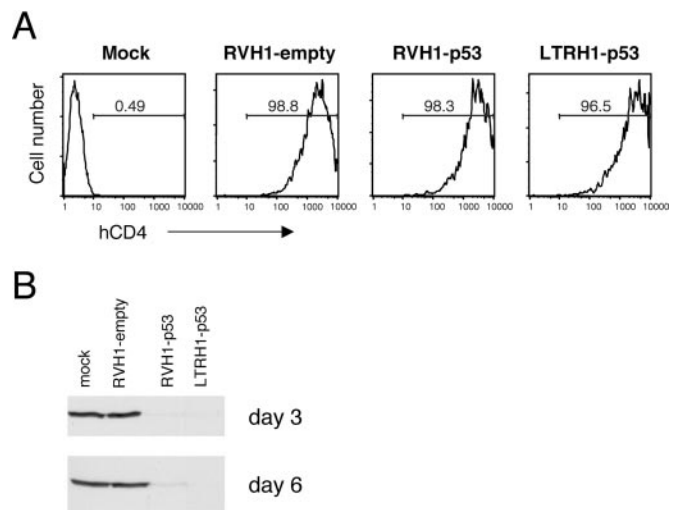 A
Mock RVH1-empty RVH1-p53 LTRH1-p53
Cell number
0.49 98.8 98.3 96.5
1 10 100 1000 10000 1 10 100 1000 10000 1 10 100 1000 10000 1 10 100 1000 10000
hCD4
B
mock RVH1-empty RVH1-p53 LTRH1-p53
day 3
day 6